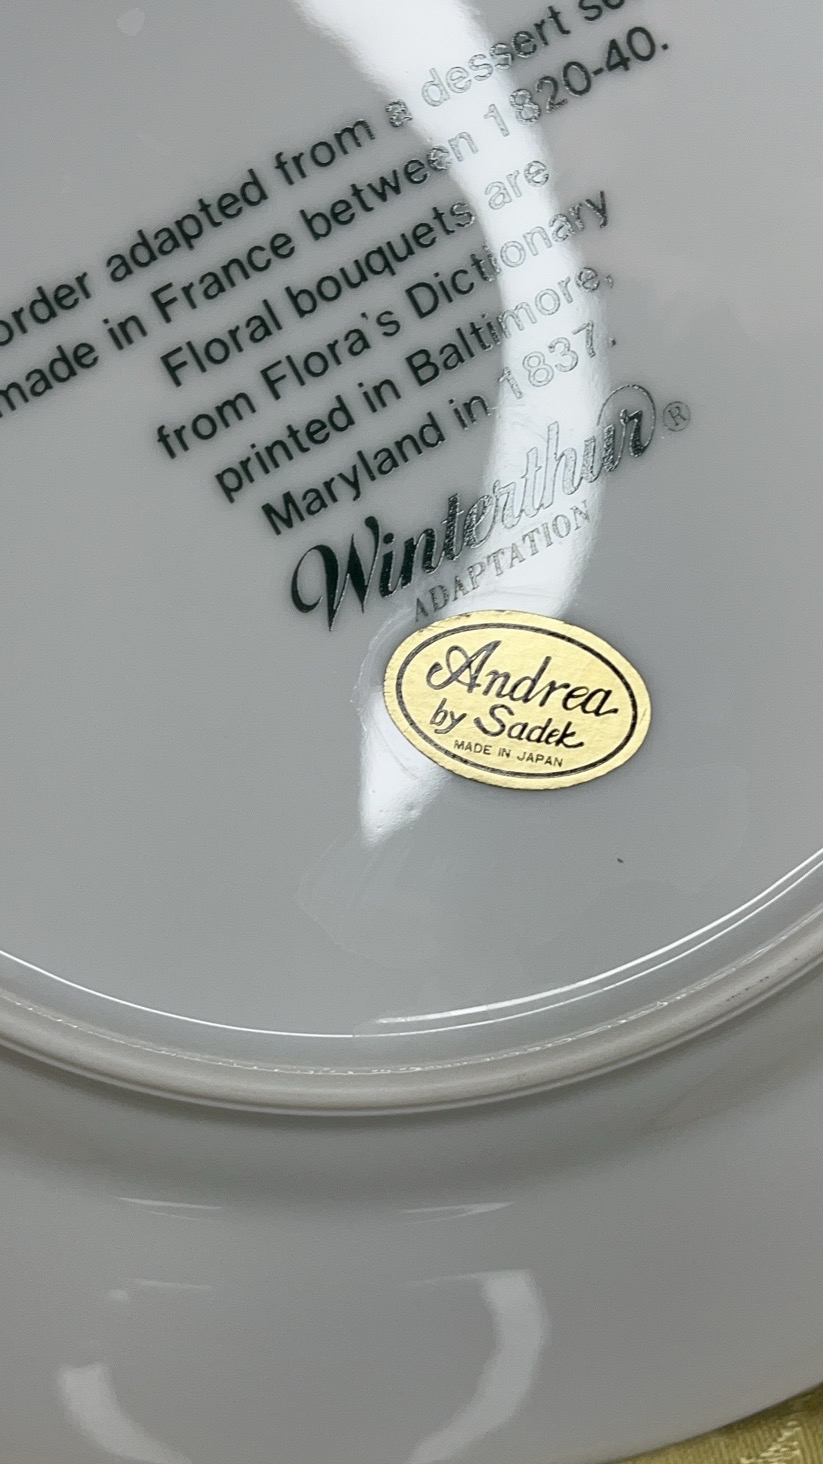 order adapted from a dessert
made in France between 1820-40.
Floral bouquets are
from Flora's Dictionary
printed in Baltimore,
Maryland in 1837.
Winterthur®
ADAPTATION
Andrea
by Sadek
MADE IN JAPAN